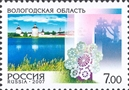 ВОЛОГОДСКАЯ ОБЛАСТЬ
РОССИЯ
RUSSIA • 2007
7.00